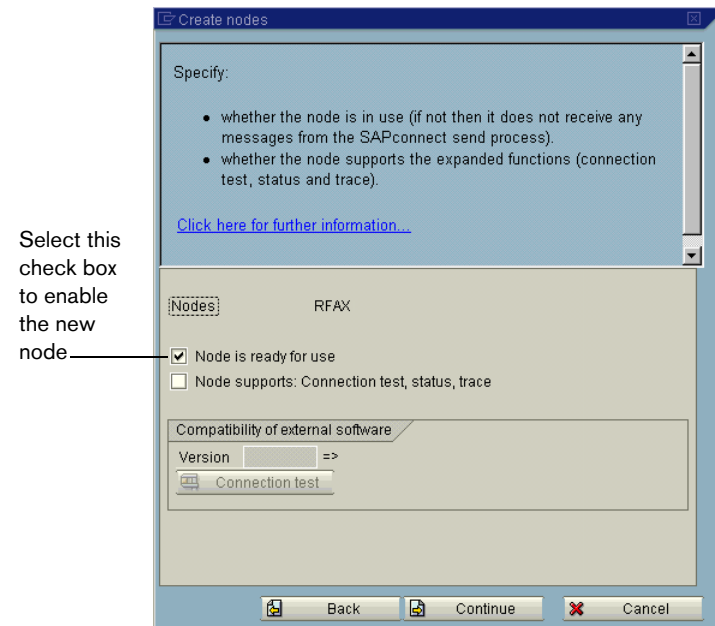 Create nodes
Specify:
• whether the node is in use (if not then it does not receive any
messages from the SAPconnect send process).
• whether the node supports the expanded functions (connection
test, status and trace).
Click here for further information...
Select this
check box
to enable
the new
node
Nodes
RFAX
Node is ready for use
Node supports: Connection test, status, trace
Compatibility of external software
Version =>
Connection test
Back
Continue
Cancel